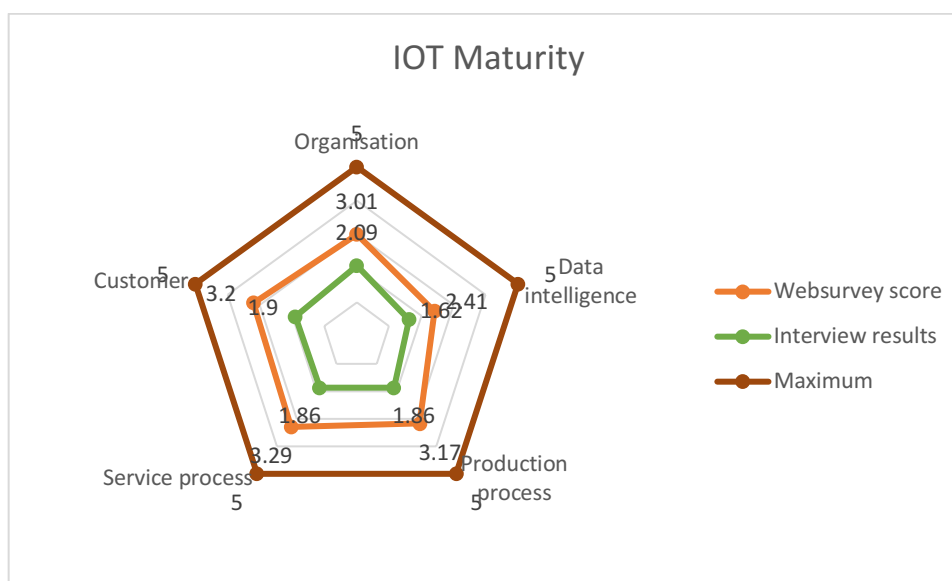 IOT Maturity
5
Organisation
3.01
2.09
5
Customer
3.2
1.9
5
Data
intelligence
2.41
1.62
1.86
1.86
3.29
3.17
Service process
5
Production
process
5
Websurvey score
Interview results
Maximum